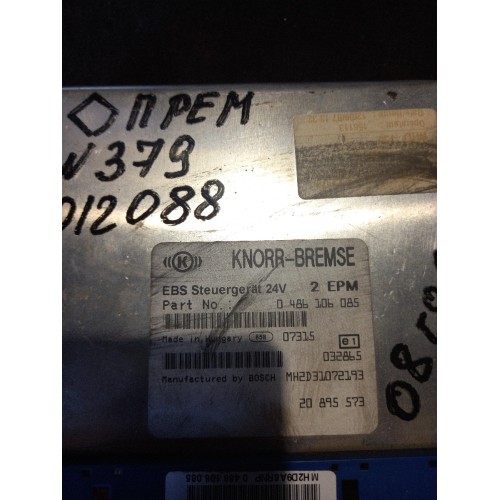 ПРЕМ
N379
012088
KNORR-BREMSE
EBS Steuergerät 24V 2 EPM
Part No.: 0 486 106 085
Made in Hungary 07315 e1
032865
Manufactured by BOSCH MH2D31072193
20 895 573
08